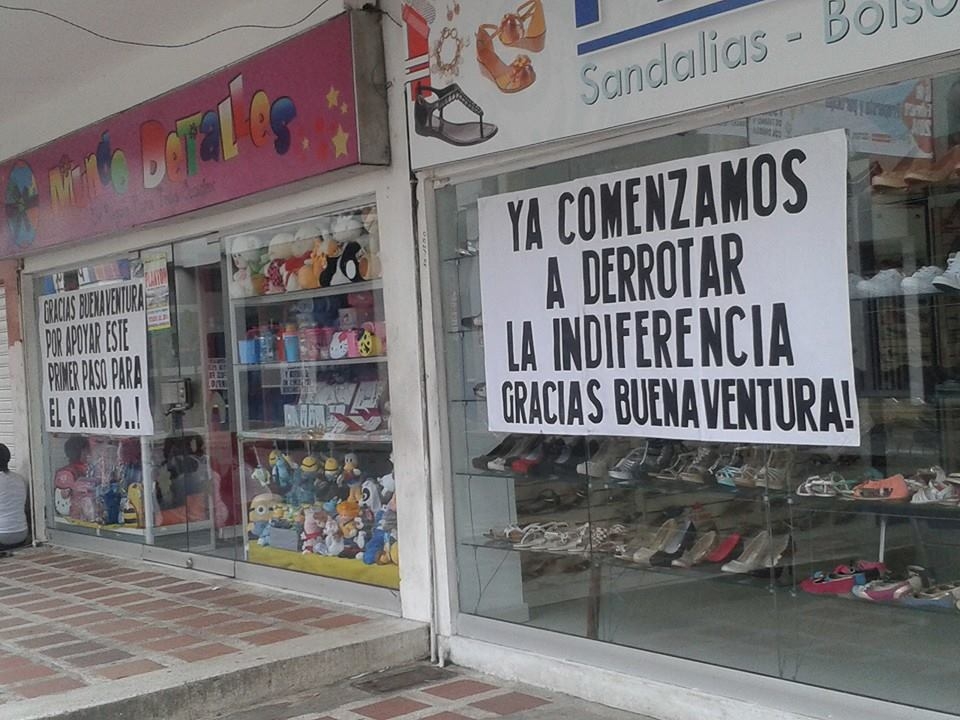 Mundo Detalles
GRACIAS BUENAVENTURA
POR APOYAR ESTE
PRIMER PASO PARA
EL CAMBIO..!
Sandalias - Bolso
YA COMENZAMOS
A DERROTAR
LA INDIFERENCIA
GRACIAS BUENAVENTURA!